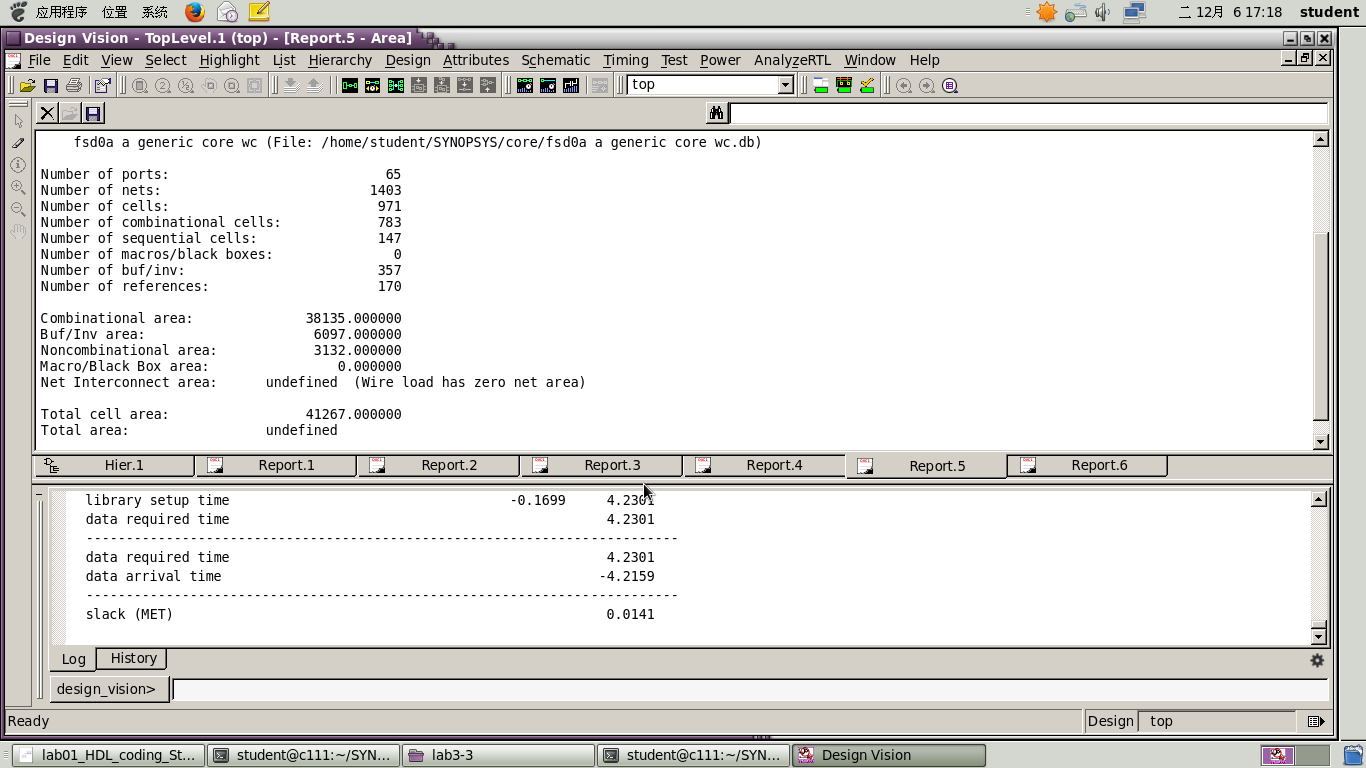 应用程序 位置 系统 二 12月 6 17:18 student
Design Vision - TopLevel.1 (top) - [Report.5 - Area]
File Edit View Select Highlight List Hierarchy Design Attributes Schematic Timing Test Power AnalyzeRTL Window Help
top
fsd0a a generic core wc (File: /home/student/SYNOPSYS/core/fsd0a a generic core wc.db)
Number of ports: 65
Number of nets: 1403
Number of cells: 971
Number of combinational cells: 783
Number of sequential cells: 147
Number of macros/black boxes: 0
Number of buf/inv: 357
Number of references: 170
Combinational area: 38135.000000
Buf/Inv area: 6097.000000
Noncombinational area: 3132.000000
Macro/Black Box area: 0.000000
Net Interconnect area: undefined (Wire load has zero net area)
Total cell area: 41267.000000
Total area: undefined
Hier.1 Report.1 Report.2 Report.3 Report.4 Report.5 Report.6
library setup time -0.1699 4.2301
data required time 4.2301
--------------------------------------------------------------------------
data required time 4.2301
data arrival time -4.2159
--------------------------------------------------------------------------
slack (MET) 0.0141
Log History
design_vision>
Ready Design top
lab01_HDL_coding_St... student@c111:~/SYN... lab3-3 student@c111:~/SYN... Design Vision